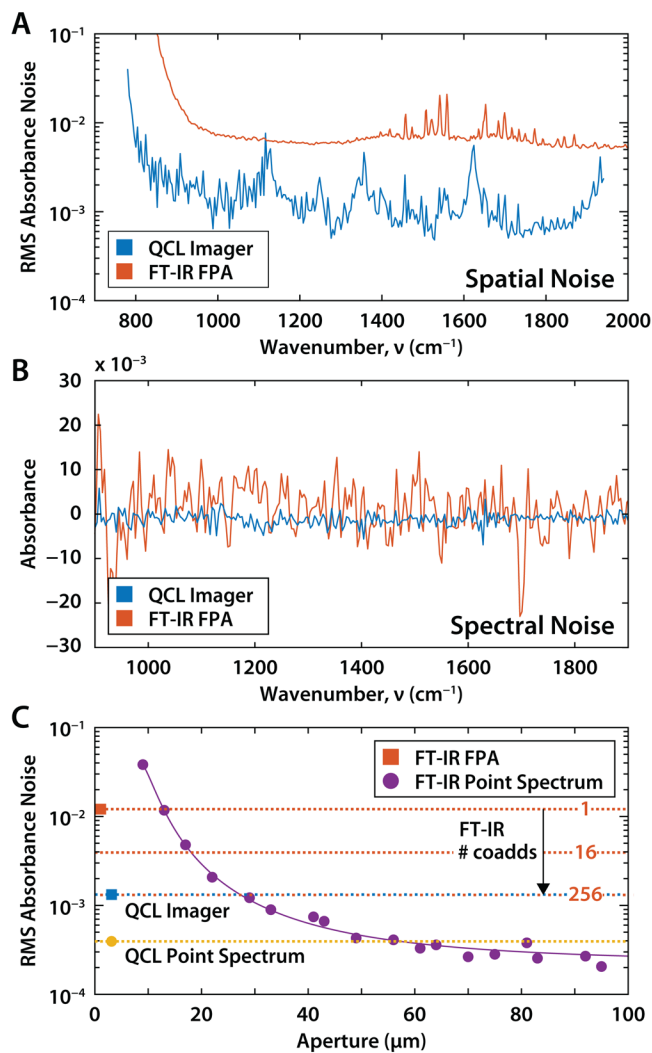 A
10⁻¹
10⁻²
10⁻³
10⁻⁴
RMS Absorbance Noise
QCL Imager
FT-IR FPA
Spatial Noise
800 1000 1200 1400 1600 1800 2000
Wavenumber, ν (cm⁻¹)
B
x 10⁻³
30
20
10
0
−10
−20
−30
Absorbance
QCL Imager
FT-IR FPA
Spectral Noise
1000 1200 1400 1600 1800
Wavenumber, ν (cm⁻¹)
C
10⁻¹
10⁻²
10⁻³
10⁻⁴
RMS Absorbance Noise
FT-IR FPA
FT-IR Point Spectrum
1
FT-IR
# coadds
16
256
QCL Imager
QCL Point Spectrum
0 20 40 60 80 100
Aperture (μm)